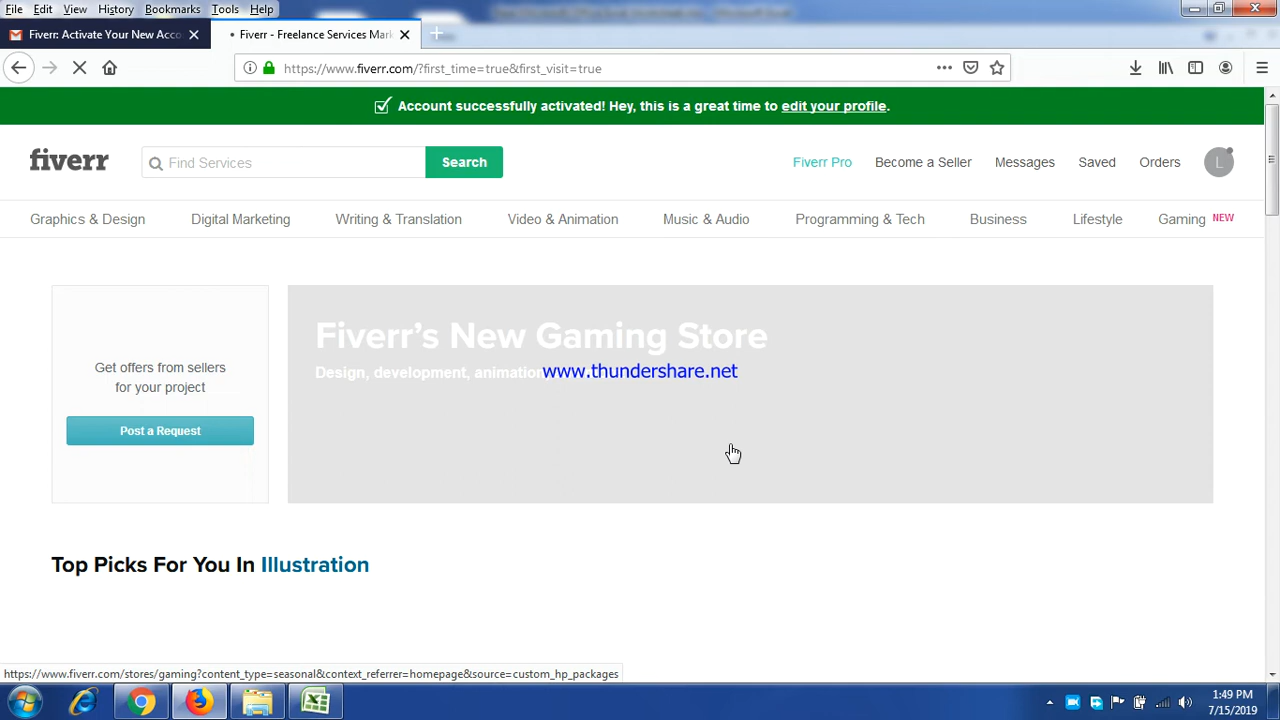 File Edit View History Bookmarks Tools Help
Fiverr: Activate Your New Acco
Fiverr - Freelance Services Mark
https://www.fiverr.com/?first_time=true&first_visit=true
Account successfully activated! Hey, this is a great time to edit your profile.
fiverr
Find Services
Search
Fiverr Pro
Become a Seller
Messages
Saved
Orders
L
Graphics & Design
Digital Marketing
Writing & Translation
Video & Animation
Music & Audio
Programming & Tech
Business
Lifestyle
Gaming NEW
Get offers from sellers
for your project
Post a Request
Fiverr's New Gaming Store
Design, development, animation
www.thundershare.net
Top Picks For You In Illustration
https://www.fiverr.com/stores/gaming?content_type=seasonal&context_referrer=homepage&source=custom_hp_packages
1:49 PM
7/15/2019